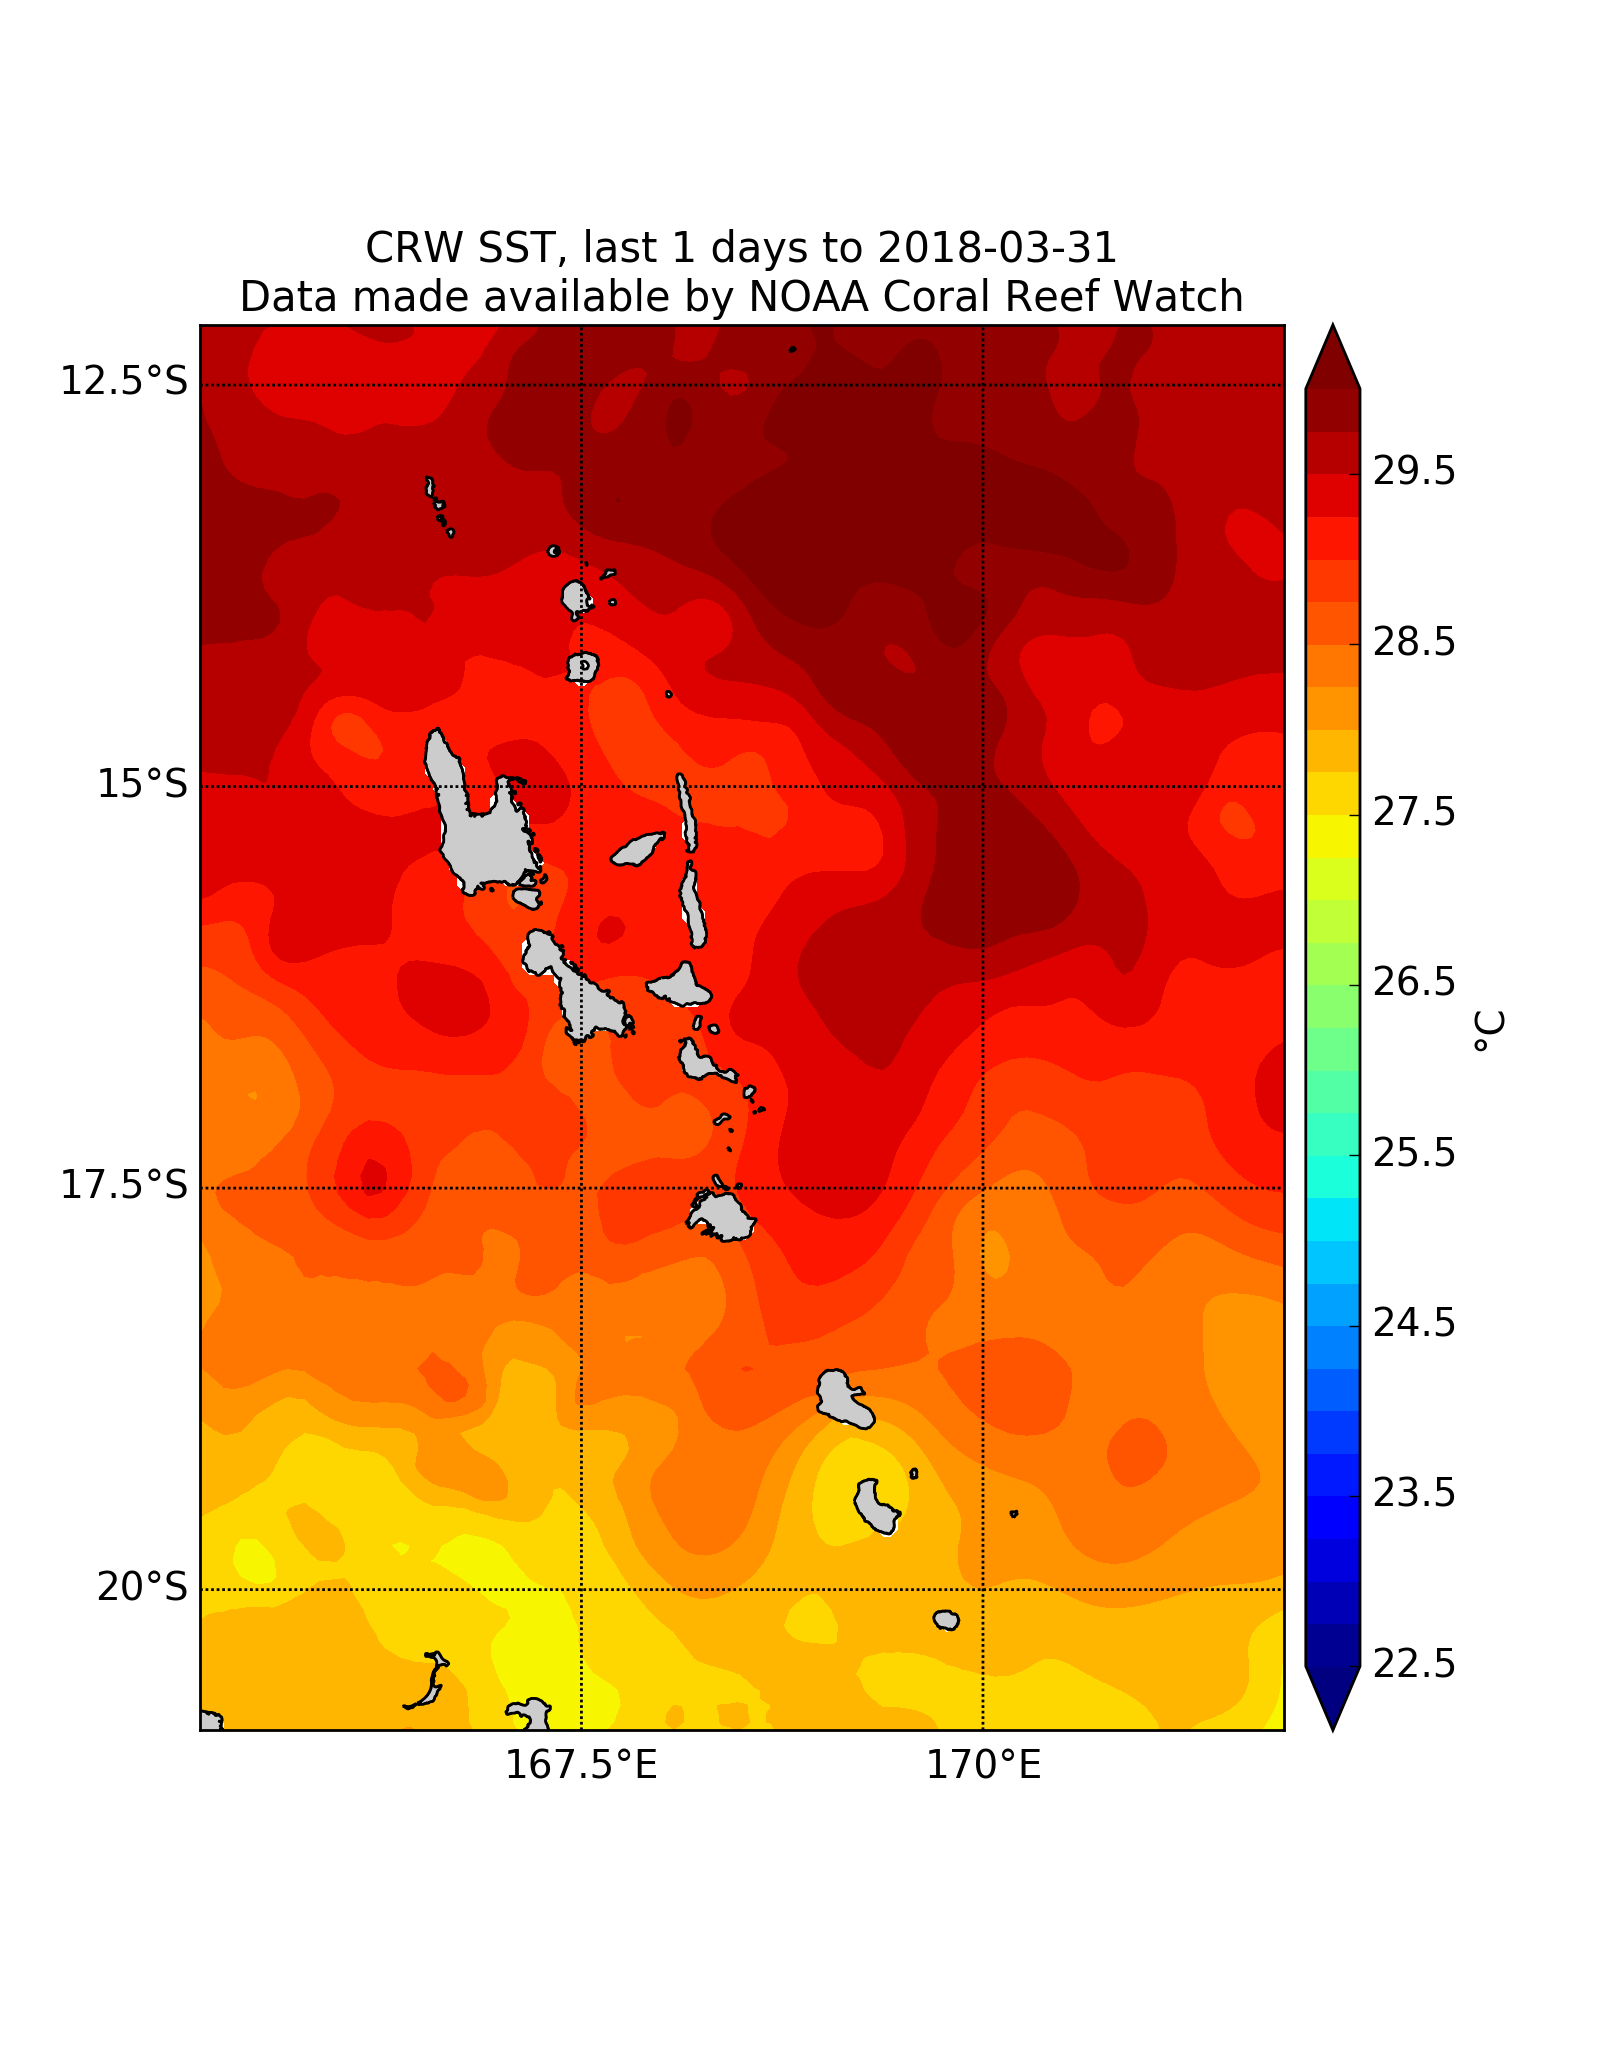 CRW SST, last 1 days to 2018-03-31
Data made available by NOAA Coral Reef Watch
12.5°S
15°S
17.5°S
20°S
167.5°E
170°E
29.5
28.5
27.5
26.5
25.5
24.5
23.5
22.5
°C